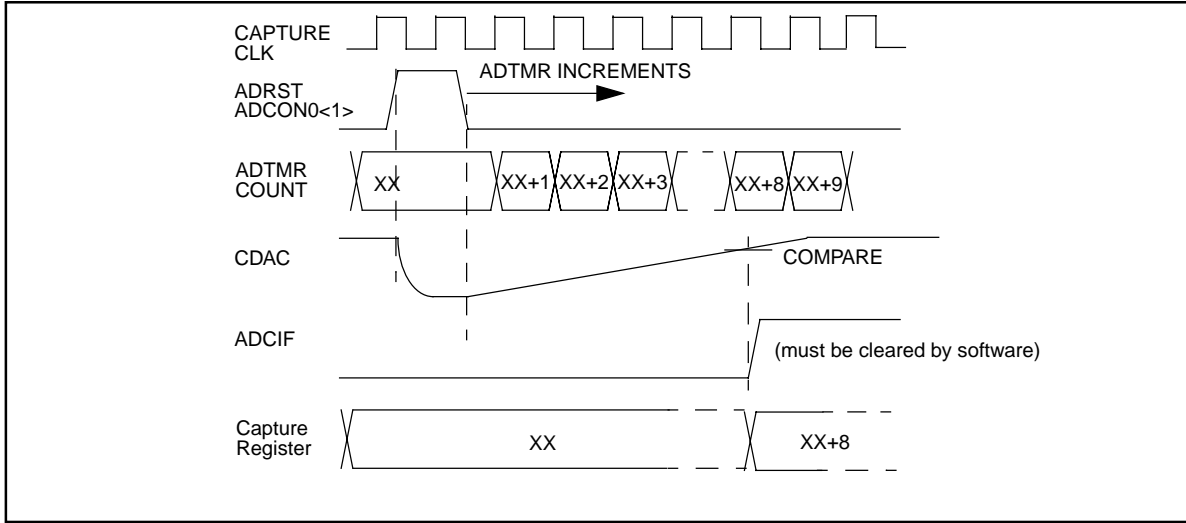 CAPTURE
CLK
ADTMR INCREMENTS
ADRST
ADCON0<1>
ADTMR
COUNT
XX
XX+1
XX+2
XX+3
XX+8
XX+9
CDAC
COMPARE
ADCIF
(must be cleared by software)
Capture
Register
XX
XX+8